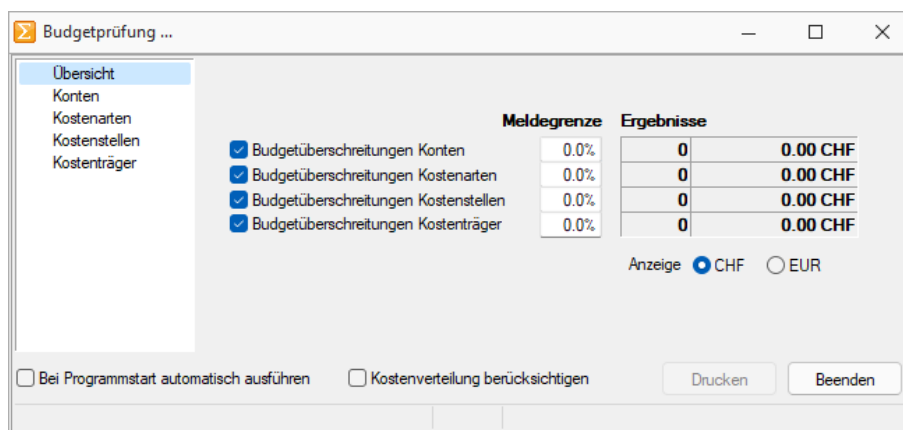 Budgetprüfung ...
Übersicht
Konten
Kostenarten
Kostenstellen
Kostenträger
Meldegrenze Ergebnisse
Budgetüberschreitungen Konten 0.0% 0 0.00 CHF
Budgetüberschreitungen Kostenarten 0.0% 0 0.00 CHF
Budgetüberschreitungen Kostenstellen 0.0% 0 0.00 CHF
Budgetüberschreitungen Kostenträger 0.0% 0 0.00 CHF
Anzeige CHF EUR
Bei Programmstart automatisch ausführen Kostenverteilung berücksichtigen Drucken Beenden